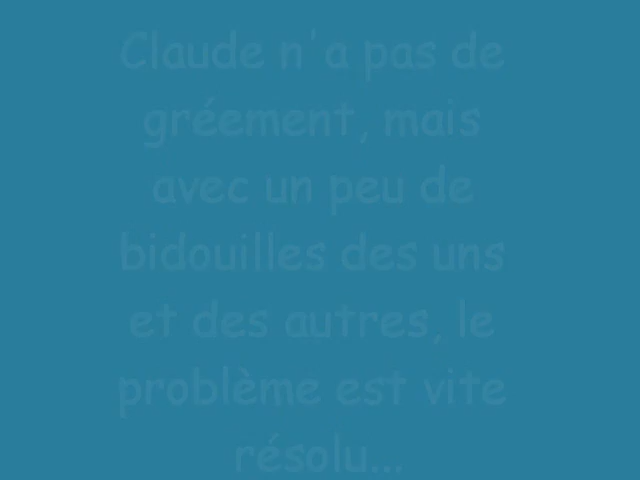 Claude n'a pas de
gréement, mais
avec un peu de
bidouilles des uns
et des autres, le
problème est vite
résolu...